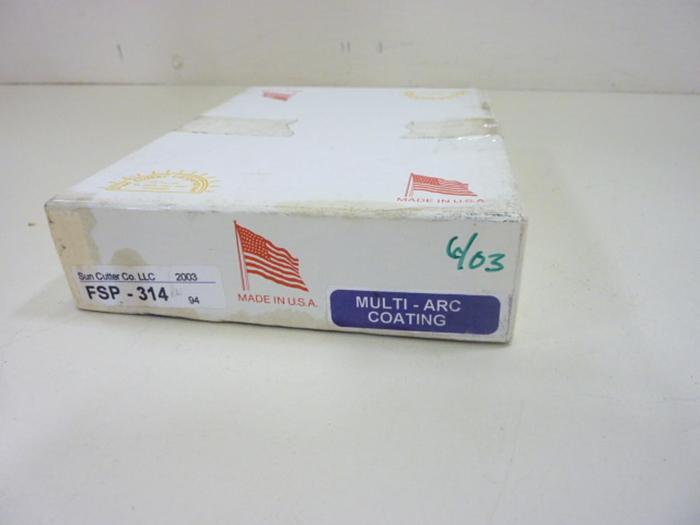 MADE IN U.S.A.
Sun Cutter Co. LLC 2003
FSP - 314
94
MADE IN U.S.A.
MULTI - ARC
COATING
6/03